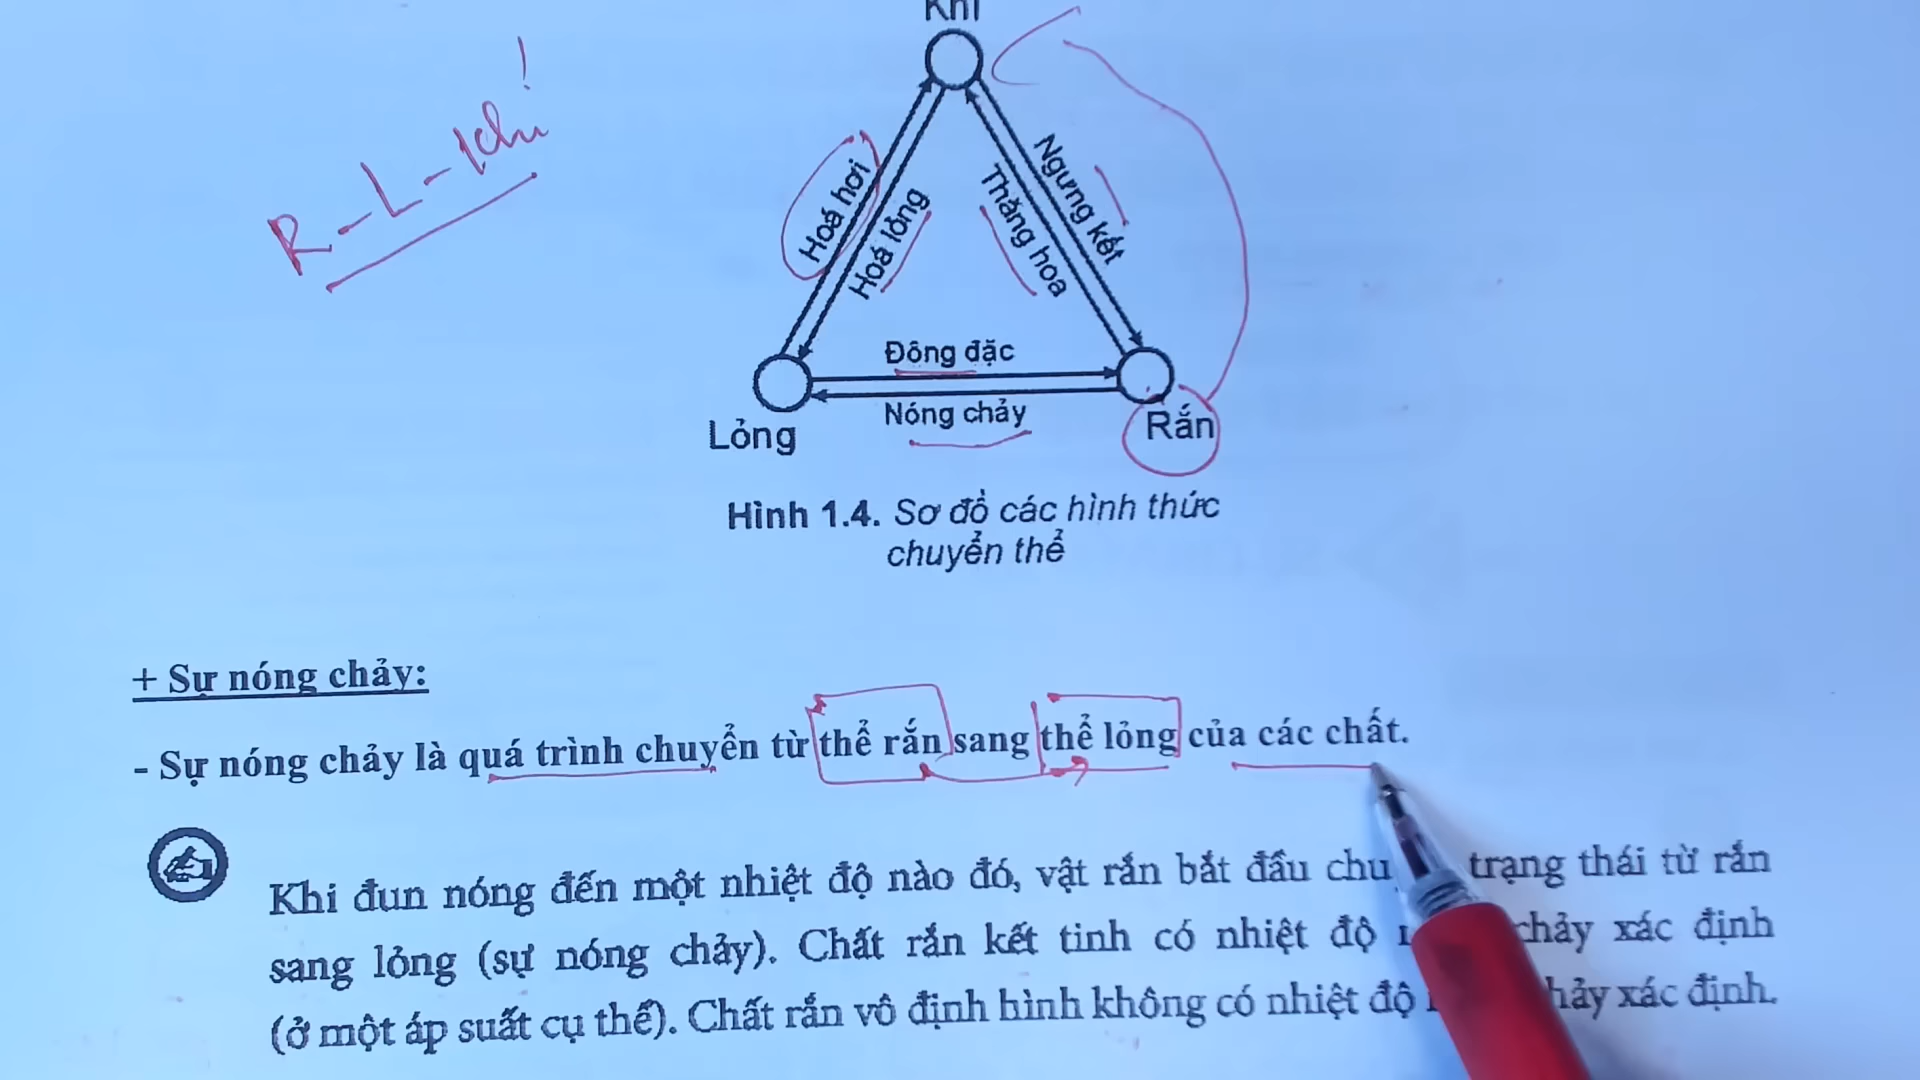 Khí
R-L-khí!
Hoá hơi
Hoá lỏng
Thăng hoa
Ngưng kết
Đông đặc
Nóng chảy
Lỏng
Rắn
Hình 1.4. Sơ đồ các hình thức
chuyển thể
+ Sự nóng chảy:
- Sự nóng chảy là quá trình chuyển từ thể rắn sang thể lỏng của các chất.
Khi đun nóng đến một nhiệt độ nào đó, vật rắn bắt đầu trạng thái từ rắn
sang lỏng (sự nóng chảy). Chất rắn kết tinh có nhiệt độ chảy xác định
(ở một áp suất cụ thể). Chất rắn vô định hình không có nhiệt độ chảy xác định.